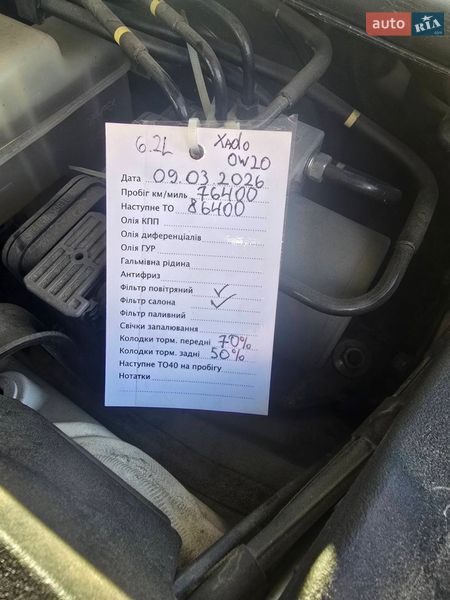 auto RIA.com
6.2L Xado
0W20
Дата 09.03.2026
Пробіг км/миль 76400
Наступне ТО 86400
Олія КПП
Олія диференціалів
Олія ГУР
Гальмівна рідина
Антифриз
Фільтр повітряний ✓
Фільтр салона ✓
Фільтр паливний
Свічки запалювання
Колодки торм. передні 70%
Колодки торм. задні 50%
Наступне ТО40 на пробігу
Нотатки